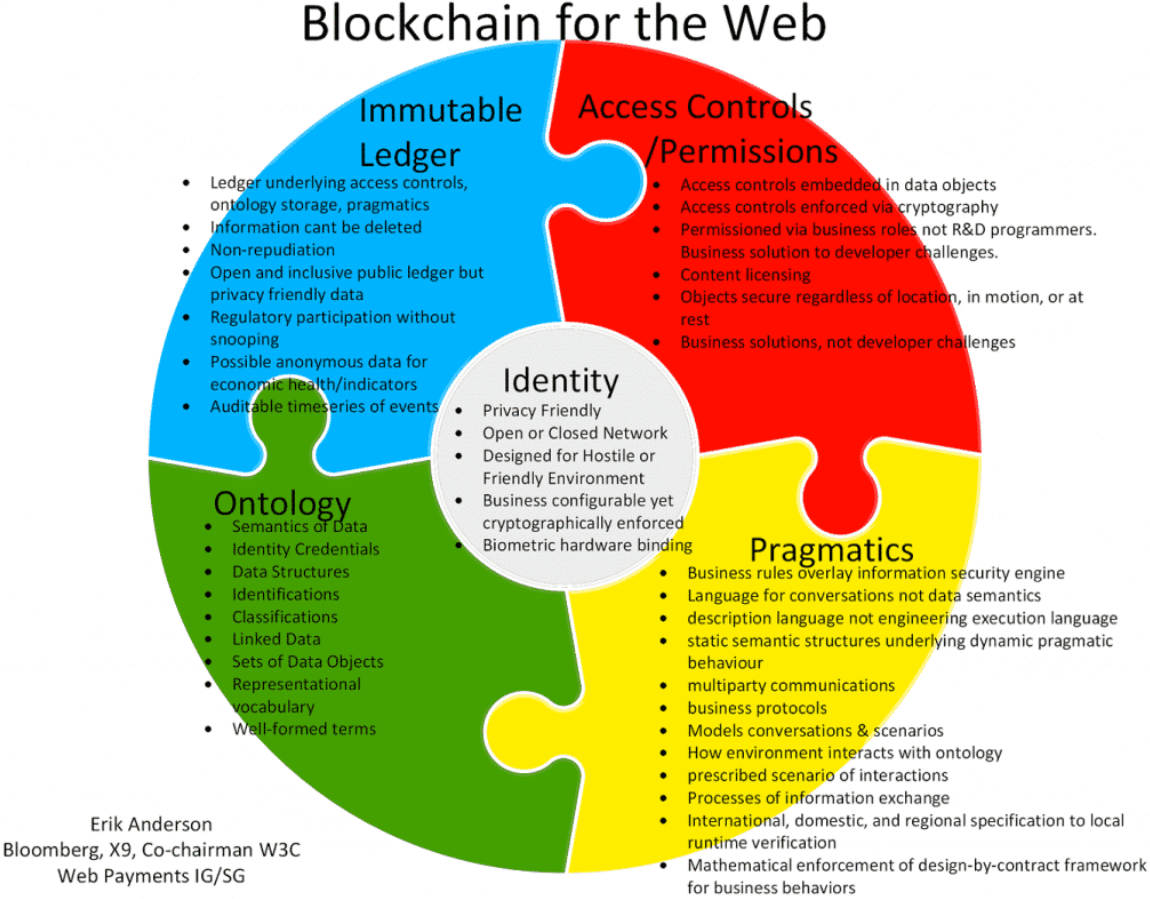 Blockchain for the Web
Immutable
Ledger
• Ledger underlying access controls,
ontology storage, pragmatics
• Information cant be deleted
• Non-repudiation
• Open and inclusive public ledger but
privacy friendly data
• Regulatory participation without
snooping
• Possible anonymous data for
economic health/indicators
• Auditable timeseries of events
Access Controls
/Permissions
• Access controls embedded in data objects
• Access controls enforced via cryptography
• Permissioned via business roles not R&D programmers.
Business solution to developer challenges.
• Content licensing
• Objects secure regardless of location, in motion, or at
rest
• Business solutions, not developer challenges
Identity
• Privacy Friendly
• Open or Closed Network
• Designed for Hostile or
Friendly Environment
• Business configurable yet
cryptographically enforced
• Biometric hardware binding
Ontology
• Semantics of Data
• Identity Credentials
• Data Structures
• Identifications
• Classifications
• Linked Data
• Sets of Data Objects
• Representational
vocabulary
• Well-formed terms
Pragmatics
• Business rules overlay information security engine
• Language for conversations not data semantics
• description language not engineering execution language
• static semantic structures underlying dynamic pragmatic
behaviour
• multiparty communications
• business protocols
• Models conversations & scenarios
• How environment interacts with ontology
• prescribed scenario of interactions
• Processes of information exchange
• International, domestic, and regional specification to local
runtime verification
• Mathematical enforcement of design-by-contract framework
for business behaviors
Erik Anderson
Bloomberg, X9, Co-chairman W3C
Web Payments IG/SG